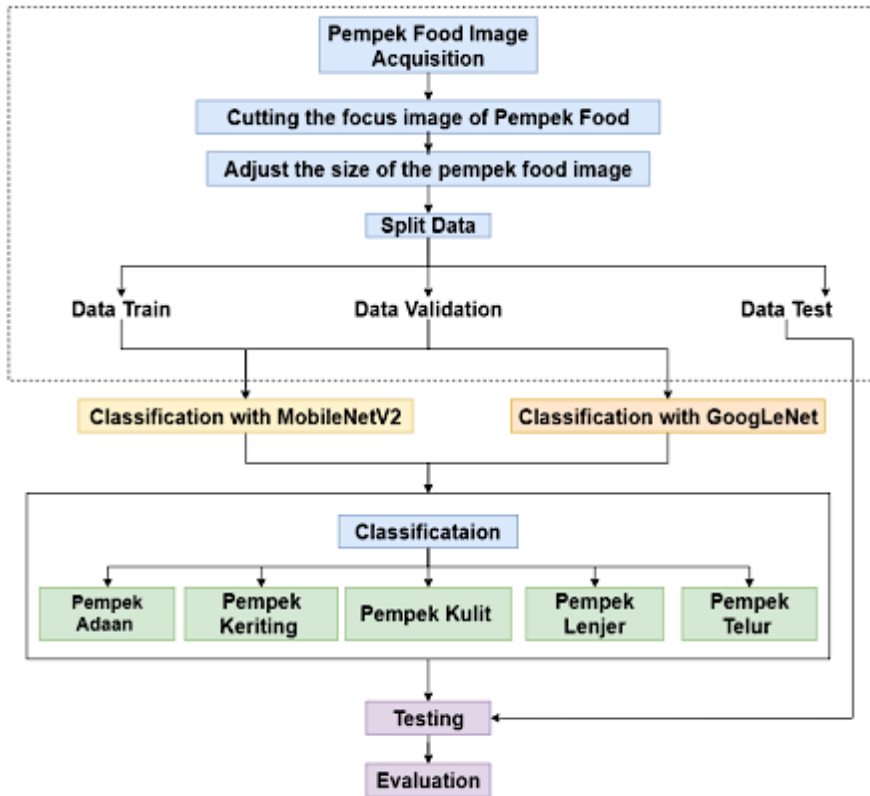 Pempek Food Image
Acquisition
Cutting the focus image of Pempek Food
Adjust the size of the pempek food image
Split Data
Data Train
Data Validation
Data Test
Classification with MobileNetV2
Classification with GoogLeNet
Classificataion
Pempek
Adaan
Pempek
Keriting
Pempek Kulit
Pempek
Lenjer
Pempek
Telur
Testing
Evaluation